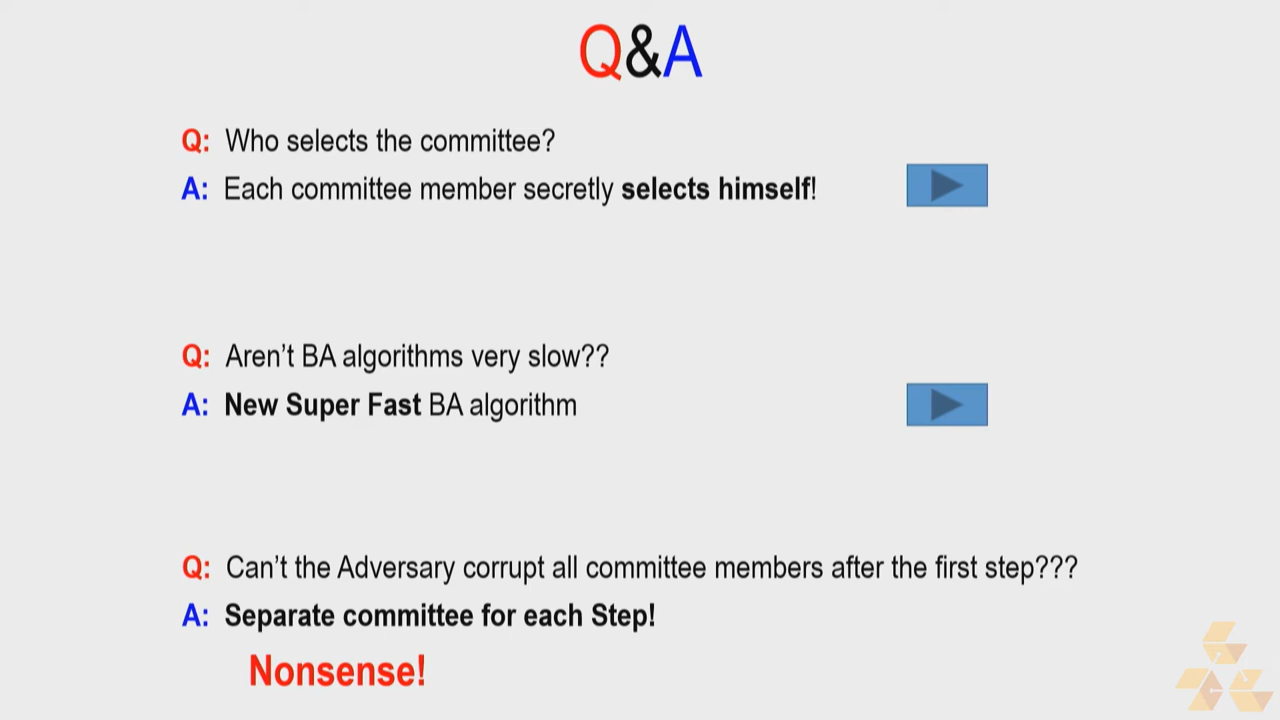 Q&A
Q: Who selects the committee?
A: Each committee member secretly selects himself!
Q: Aren't BA algorithms very slow??
A: New Super Fast BA algorithm
Q: Can't the Adversary corrupt all committee members after the first step???
A: Separate committee for each Step!
Nonsense!